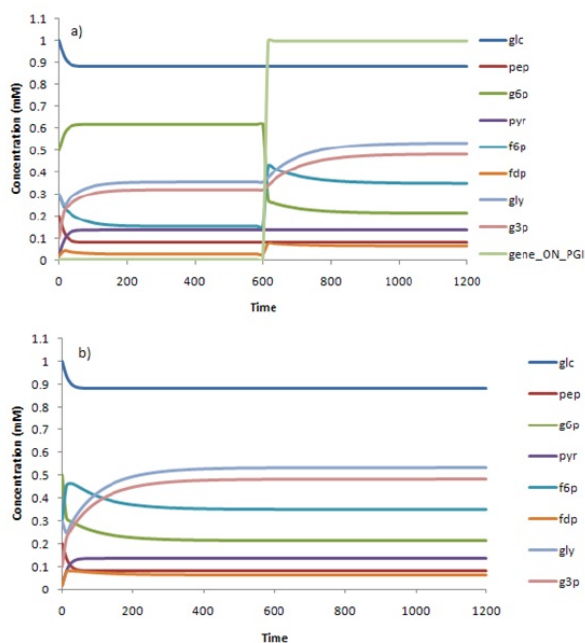 a)
Concentration (mM)
1.1
1
0.9
0.8
0.7
0.6
0.5
0.4
0.3
0.2
0.1
0
0
200
400
600
800
1000
1200
Time
glc
pep
g6p
pyr
f6p
fdp
gly
g3p
gene_ON_PGI
b)
Concentration (mM)
1.1
1
0.9
0.8
0.7
0.6
0.5
0.4
0.3
0.2
0.1
0
0
200
400
600
800
1000
1200
Time
glc
pep
g6p
pyr
f6p
fdp
gly
g3p